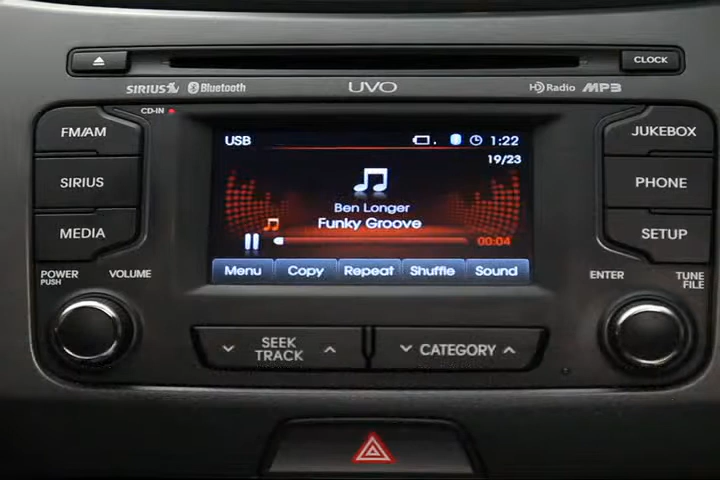 CLOCK
SIRIUS Bluetooth UVO HD Radio MP3
CD-IN
FM/AM
SIRIUS
MEDIA
USB 1:22
19/23
Ben Longer
Funky Groove
00:04
Menu Copy Repeat Shuffle Sound
JUKEBOX
PHONE
SETUP
POWER
PUSH
VOLUME
ENTER
TUNE
FILE
SEEK
TRACK
CATEGORY